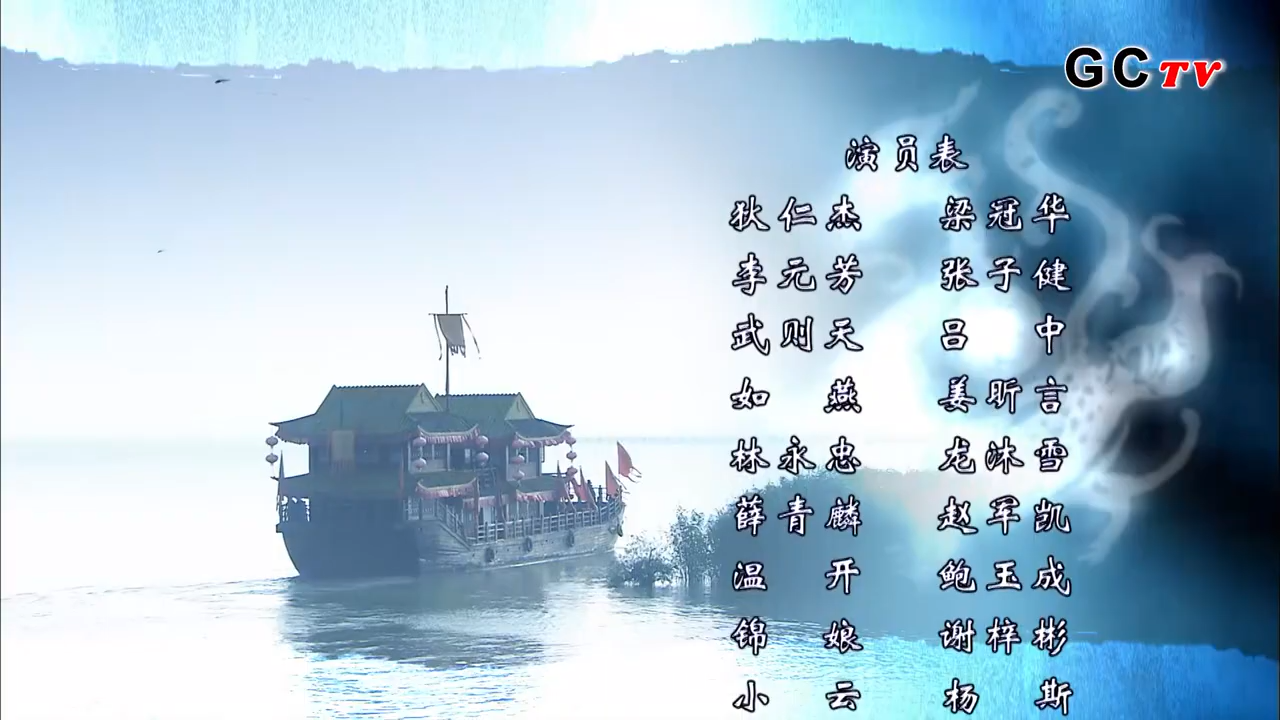 GCTV
演员表
狄仁杰 梁冠华
李元芳 张子健
武则天 吕中
如燕 姜昕言
林永忠 龙沐雪
薛青麟 赵军凯
温开 鲍玉成
锦娘 谢梓彬
小云 杨斯